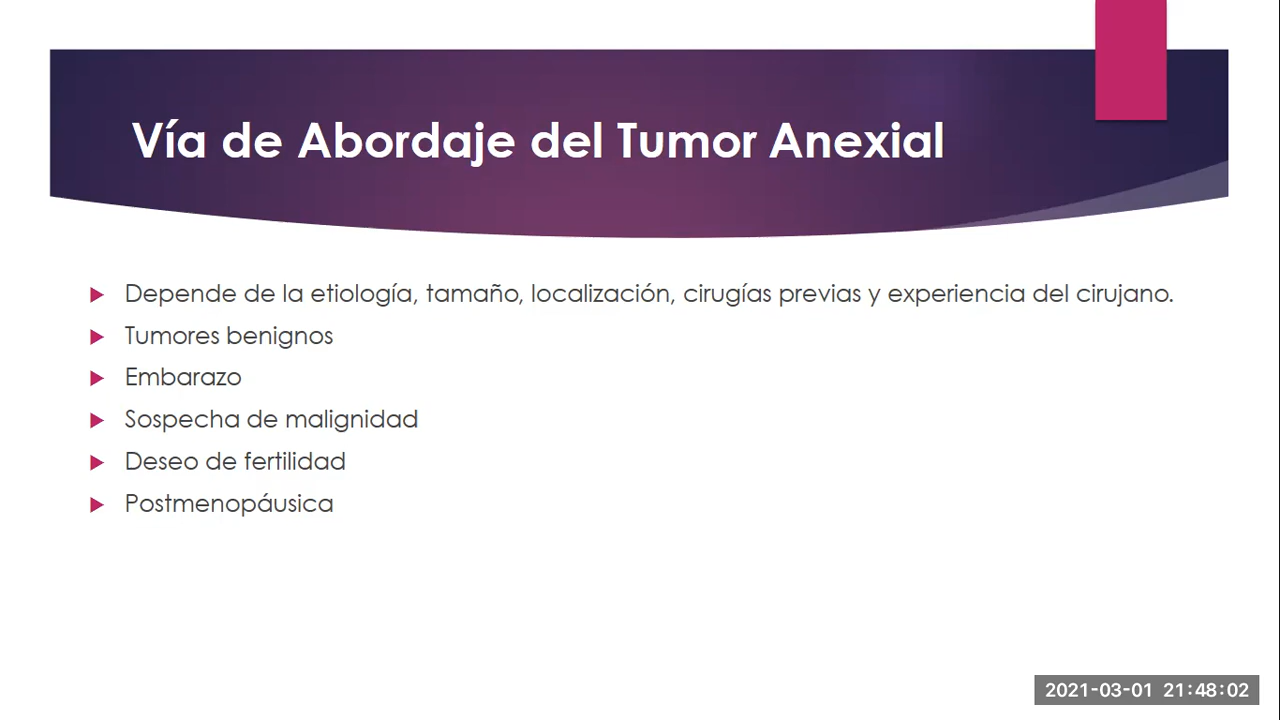 Vía de Abordaje del Tumor Anexial
Depende de la etiología, tamaño, localización, cirugías previas y experiencia del cirujano.
Tumores benignos
Embarazo
Sospecha de malignidad
Deseo de fertilidad
Postmenopáusica
2021-03-01 21:48:02